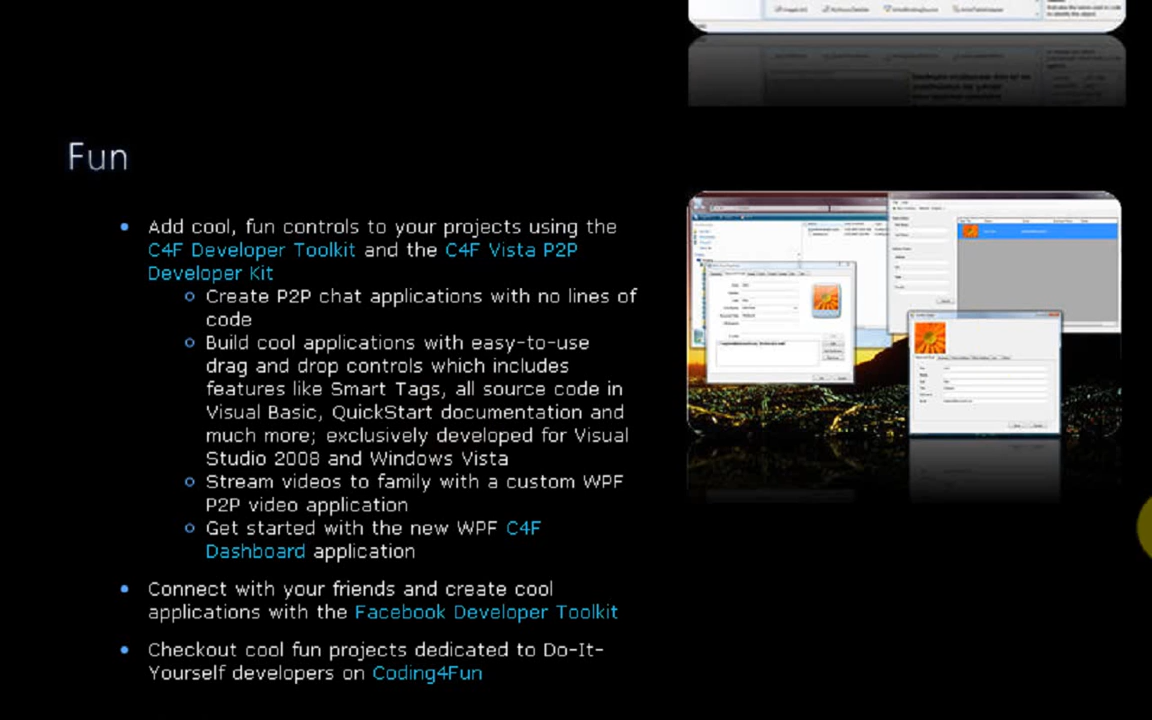 Fun
Add cool, fun controls to your projects using the
C4F Developer Toolkit and the C4F Vista P2P
Developer Kit
Create P2P chat applications with no lines of
code
Build cool applications with easy-to-use
drag and drop controls which includes
features like Smart Tags, all source code in
Visual Basic, QuickStart documentation and
much more; exclusively developed for Visual
Studio 2008 and Windows Vista
Stream videos to family with a custom WPF
P2P video application
Get started with the new WPF C4F
Dashboard application
Connect with your friends and create cool
applications with the Facebook Developer Toolkit
Checkout cool fun projects dedicated to Do-It-
Yourself developers on Coding4Fun